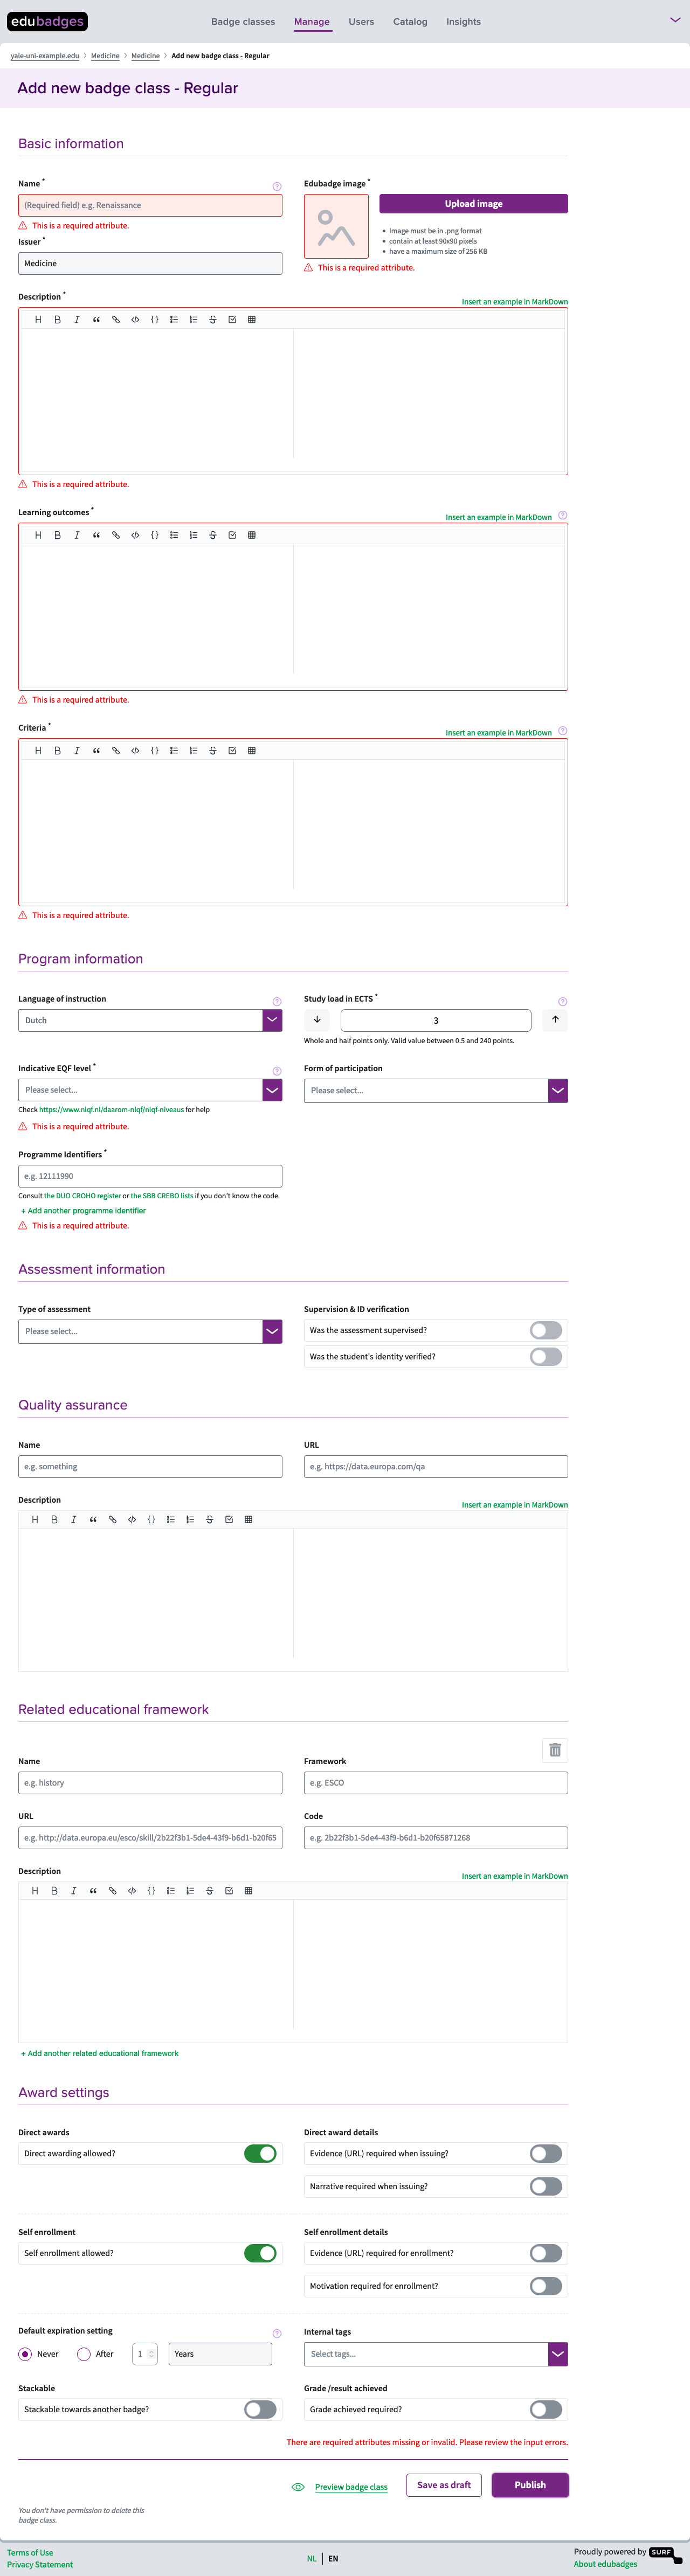 edubadges
Badge classes Manage Users Catalog Insights
yale-uni-example.edu > Medicine > Medicine > Add new badge class - Regular
Add new badge class - Regular
Basic information
Name *
(Required field) e.g. Renaissance
This is a required attribute.
Edubadge image *
Upload image
• Image must be in .png format
• contain at least 90x90 pixels
• have a maximum size of 256 KB
This is a required attribute.
Issuer *
Medicine
Description *
Insert an example in MarkDown
This is a required attribute.
Learning outcomes *
Insert an example in MarkDown
This is a required attribute.
Criteria *
Insert an example in MarkDown
This is a required attribute.
Program information
Language of instruction
Dutch
Study load in ECTS *
3
Whole and half points only. Valid value between 0.5 and 240 points.
Indicative EQF level *
Please select...
Check https://www.nlqf.nl/daarom-nlqf/nlqf-niveaus for help
This is a required attribute.
Form of participation
Please select...
Programme Identifiers *
e.g. 12111990
Consult the DUO CROHO register or the SBB CREBO lists if you don't know the code.
+ Add another programme identifier
This is a required attribute.
Assessment information
Type of assessment
Please select...
Supervision & ID verification
Was the assessment supervised?
Was the student's identity verified?
Quality assurance
Name
e.g. something
URL
e.g. https://data.europa.com/qa
Description
Insert an example in MarkDown
Related educational framework
Name
e.g. history
Framework
e.g. ESCO
URL
e.g. http://data.europa.eu/esco/skill/2b22f3b1-5de4-43f9-b6d1-b20f65
Code
e.g. 2b22f3b1-5de4-43f9-b6d1-b20f65871268
Description
Insert an example in MarkDown
+ Add another related educational framework
Award settings
Direct awards
Direct awarding allowed?
Direct award details
Evidence (URL) required when issuing?
Narrative required when issuing?
Self enrollment
Self enrollment allowed?
Self enrollment details
Evidence (URL) required for enrollment?
Motivation required for enrollment?
Default expiration setting
Never After 1 Years
Internal tags
Select tags...
Stackable
Stackable towards another badge?
Grade /result achieved
Grade achieved required?
There are required attributes missing or invalid. Please review the input errors.
Preview badge class
Save as draft
Publish
You don't have permission to delete this
badge class.
Terms of Use
Privacy Statement
NL | EN
Proudly powered by SURF
About edubadges